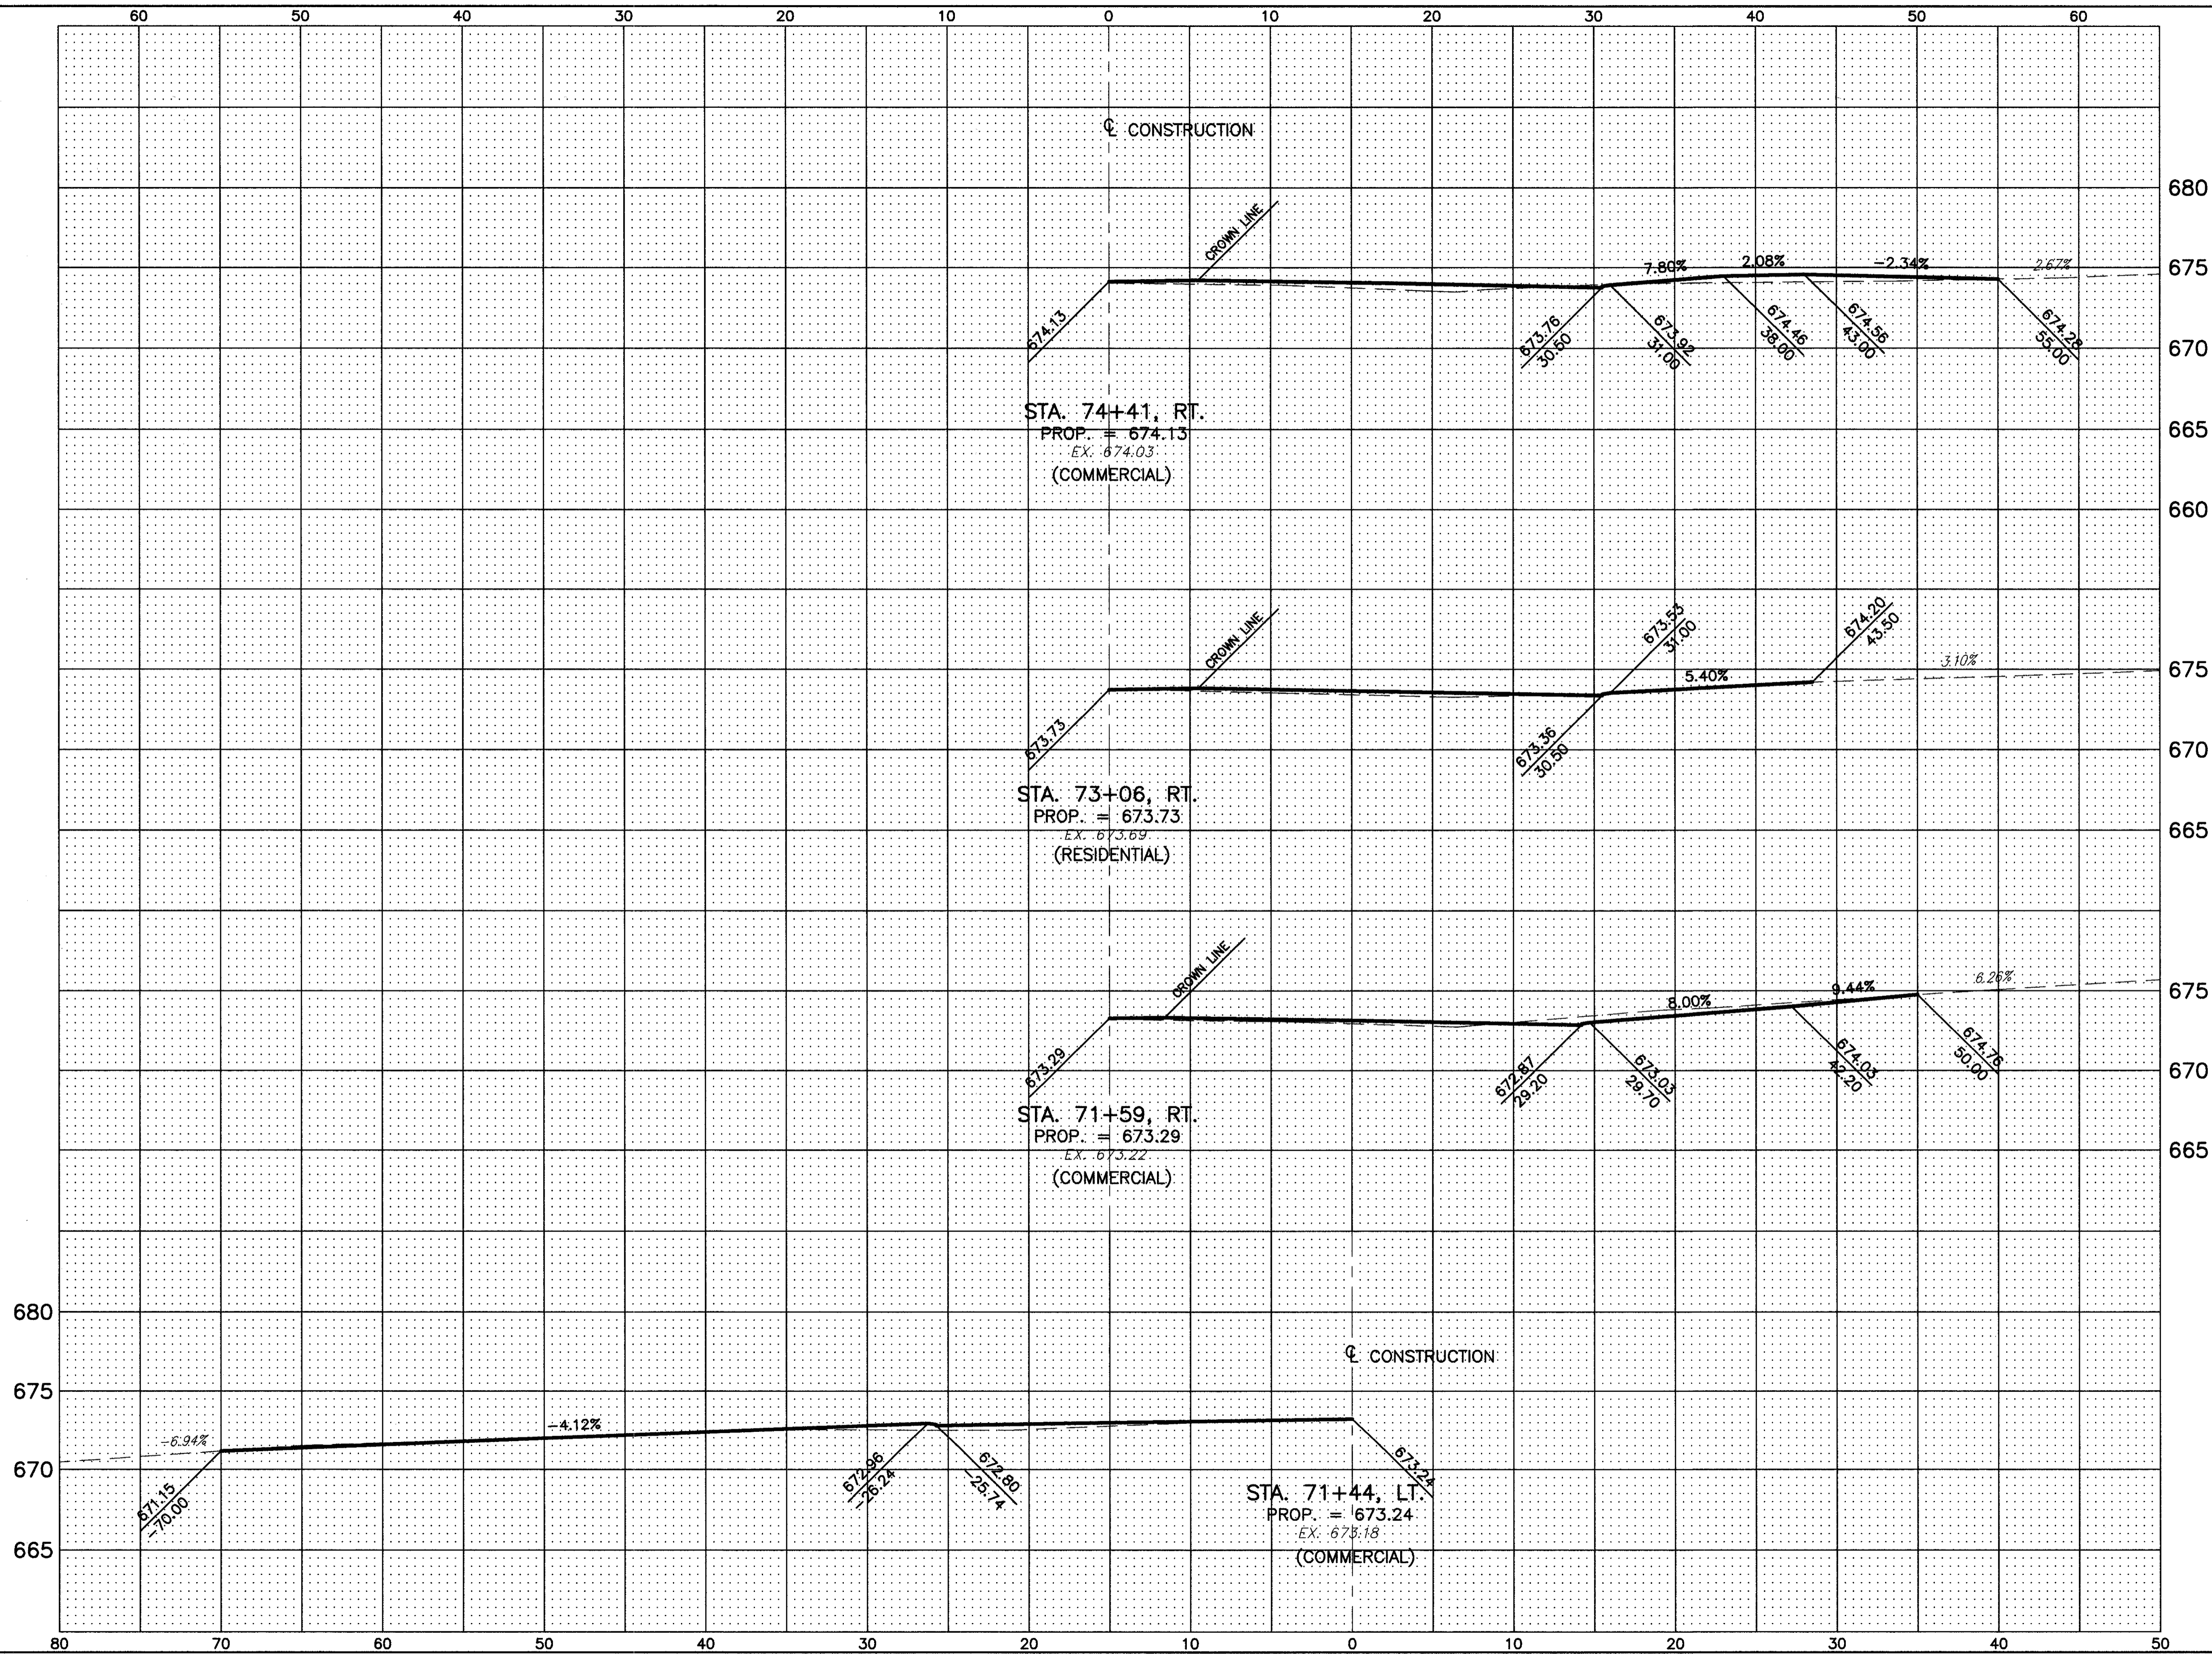 60 50 40 30 20 10 0 10 20 30 40 50 60
℄ CONSTRUCTION
680
CROWN LINE
7.80% 2.08% -2.34% 2.67%
675
674.13
673.76
30.50
673.92
31.00
674.46
38.00
674.56
43.00
674.28
55.00
670
STA. 74+41, RT.
PROP. = 674.13
EX. 674.03
(COMMERCIAL)
665
660
CROWN LINE
673.53
31.00
674.20
43.50
5.40% 3.10%
675
673.73
673.36
30.50
670
STA. 73+06, RT.
PROP. = 673.73
EX. 673.69
(RESIDENTIAL)
665
CROWN LINE
8.00% 9.44% 6.26%
675
673.29
672.87
29.20
673.03
29.70
674.03
42.20
674.76
50.00
670
STA. 71+59, RT.
PROP. = 673.29
EX. 673.22
(COMMERCIAL)
665
680
℄ CONSTRUCTION
675
-6.94% -4.12%
670
671.15
-70.00
672.96
-26.24
672.80
-25.74
673.24
STA. 71+44, LT.
PROP. = 673.24
EX. 673.18
(COMMERCIAL)
665
80 70 60 50 40 30 20 10 0 10 20 30 40 50